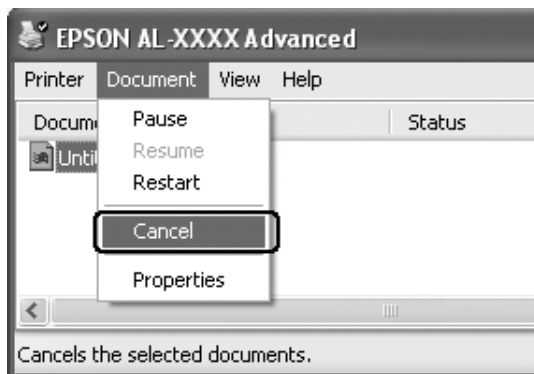 EPSON AL-XXXX Advanced
Printer Document View Help
Status
Pause
Resume
Restart
Cancel
Properties
Cancels the selected documents.